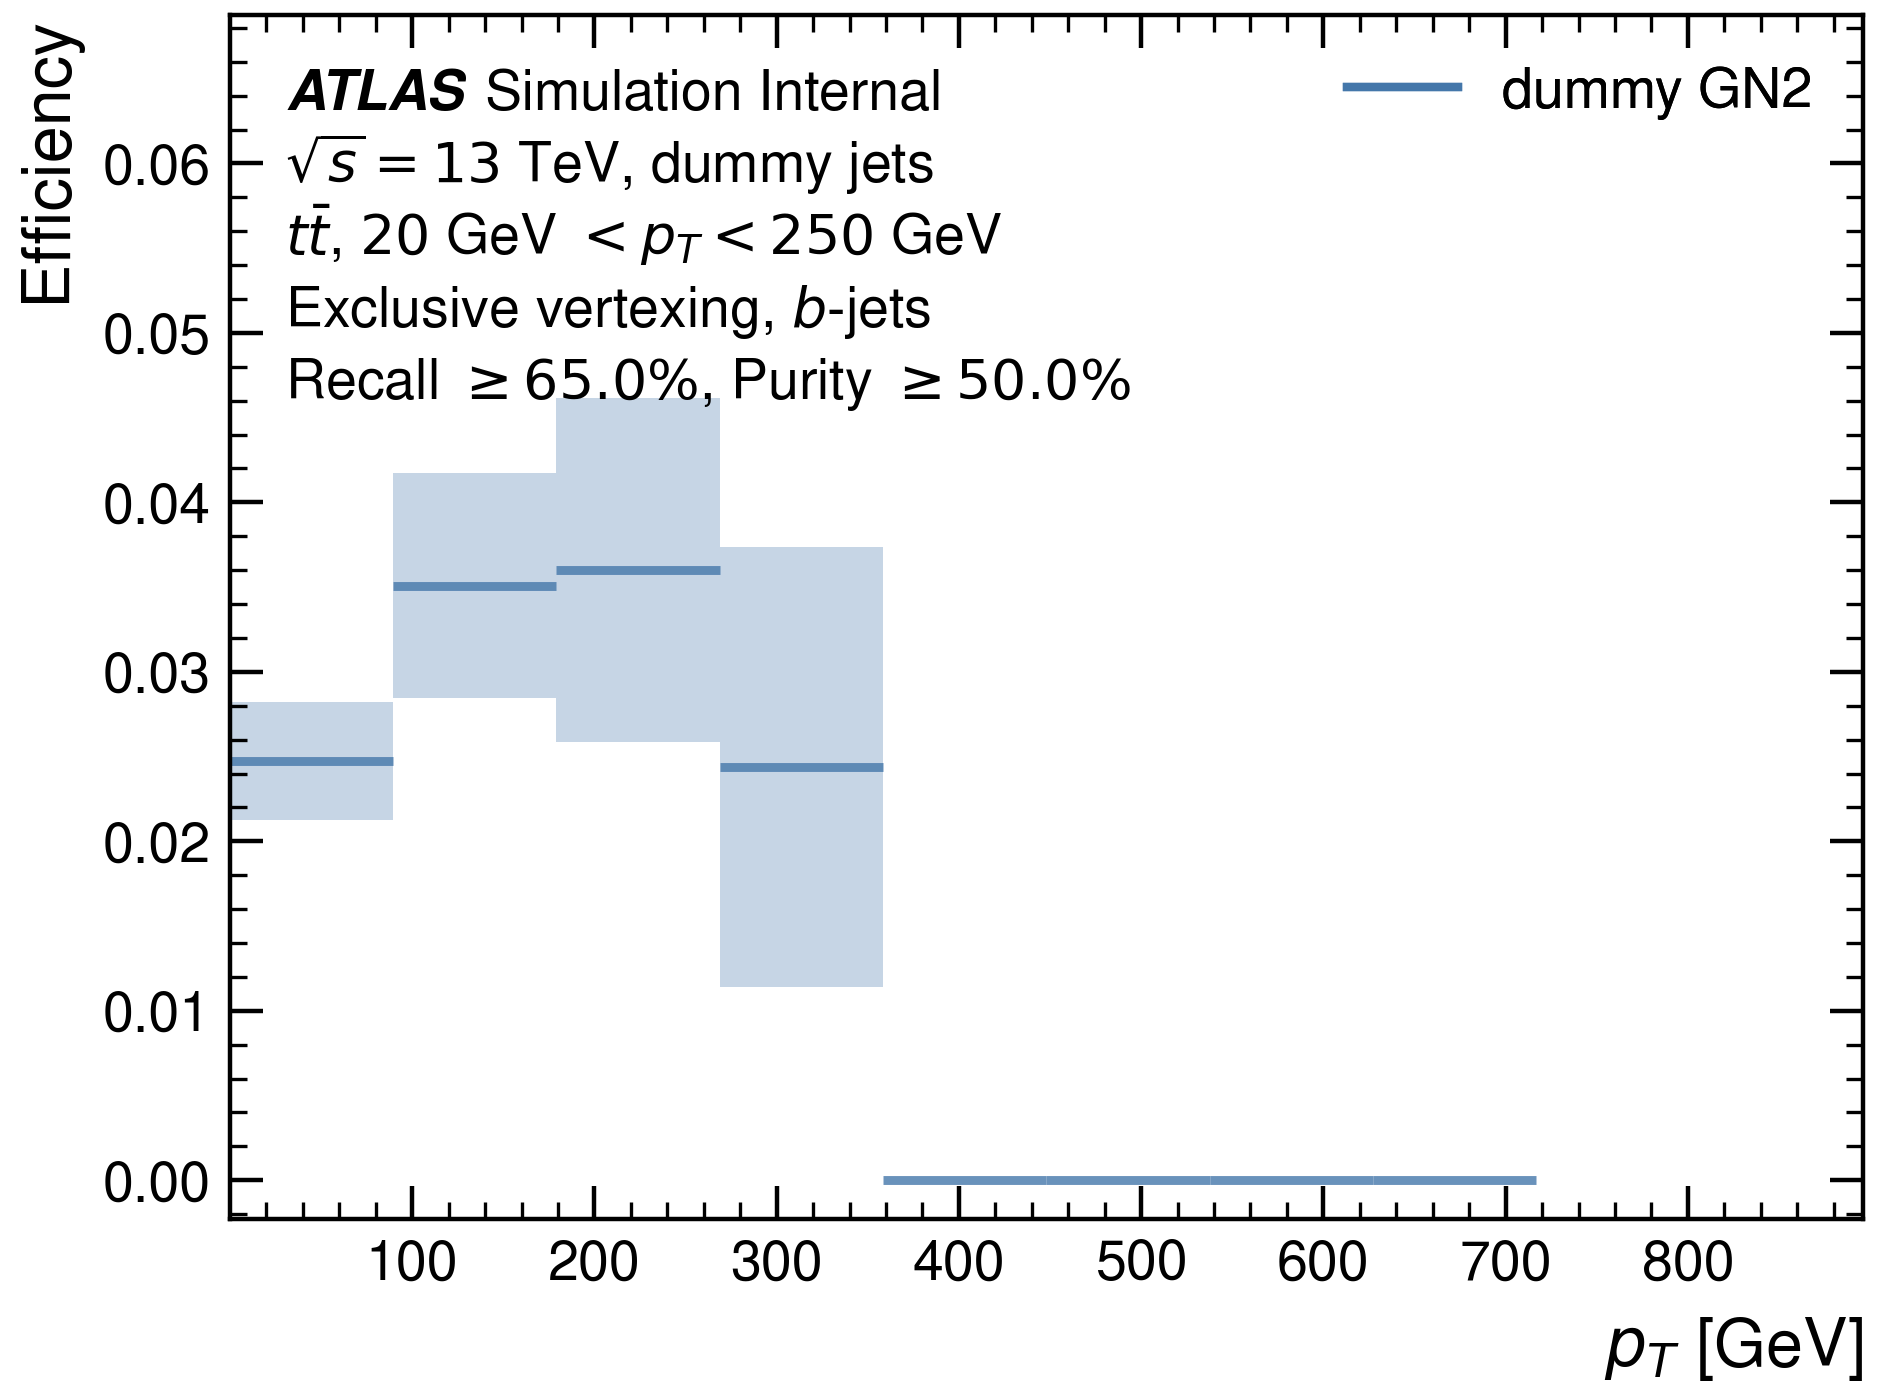 Efficiency
ATLAS Simulation Internal
dummy GN2
√s = 13 TeV, dummy jets
tt̄, 20 GeV < p_T < 250 GeV
Exclusive vertexing, b-jets
Recall ≥ 65.0%, Purity ≥ 50.0%
0.06
0.05
0.04
0.03
0.02
0.01
0.00
100 200 300 400 500 600 700 800
p_T [GeV]